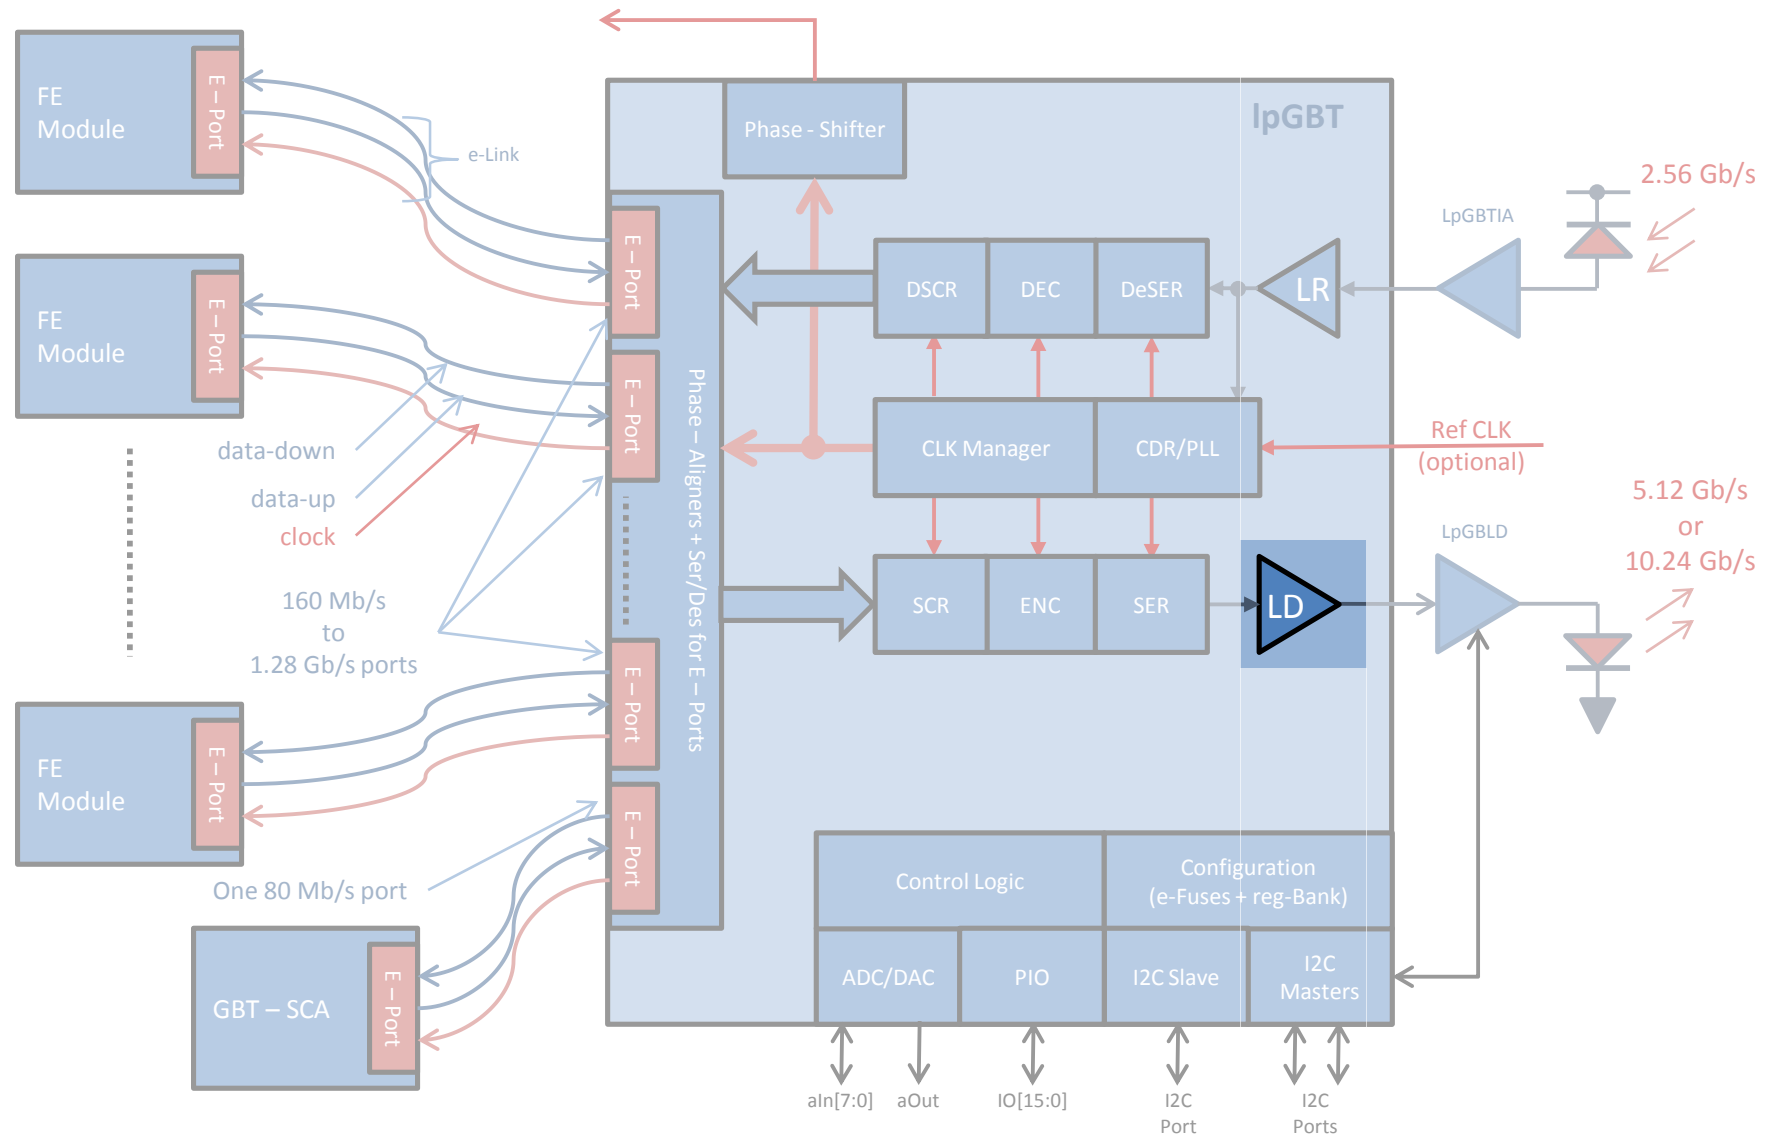 FE
Module
E – Port
e-Link
Phase - Shifter
lpGBT
2.56 Gb/s
LpGBTIA
E – Port
DSCR
DEC
DeSER
LR
FE
Module
E – Port
E – Port
Phase – Aligners + Ser/Des for E – Ports
CLK Manager
CDR/PLL
Ref CLK
(optional)
data-down
data-up
clock
5.12 Gb/s
or
10.24 Gb/s
LpGBLD
160 Mb/s
to
1.28 Gb/s ports
SCR
ENC
SER
LD
FE
Module
E – Port
E – Port
E – Port
One 80 Mb/s port
Control Logic
Configuration
(e-Fuses + reg-Bank)
GBT – SCA
E – Port
ADC/DAC
PIO
I2C Slave
I2C
Masters
aIn[7:0]
aOut
IO[15:0]
I2C
Port
I2C
Ports